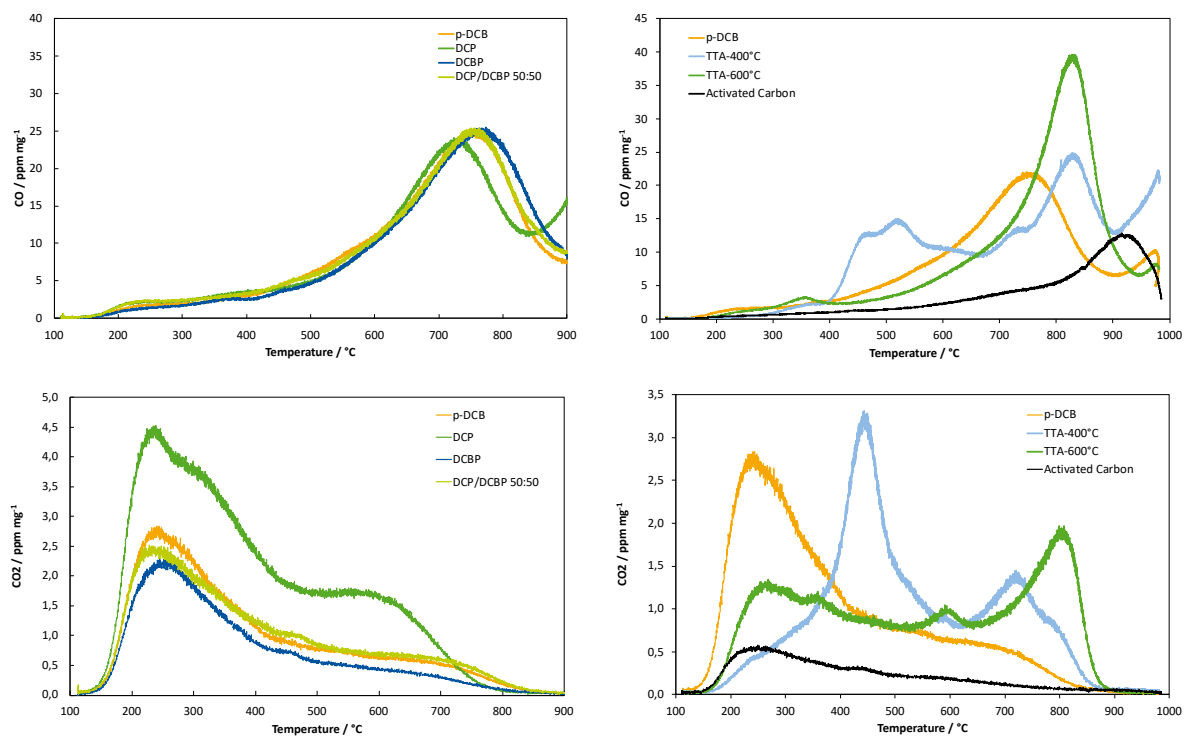 40
35
30
25
20
15
10
5
0
CO / ppm mg⁻¹
p-DCB
DCP
DCBP
DCP/DCBP 50:50
100 200 300 400 500 600 700 800 900
Temperature / °C
45
40
35
30
25
20
15
10
5
0
CO / ppm mg⁻¹
p-DCB
TTA-400°C
TTA-600°C
Activated Carbon
100 200 300 400 500 600 700 800 900 1000
Temperature / °C
5,0
4,5
4,0
3,5
3,0
2,5
2,0
1,5
1,0
0,5
0,0
CO2 / ppm mg⁻¹
p-DCB
DCP
DCBP
DCP/DCBP 50:50
100 200 300 400 500 600 700 800 900
Temperature / °C
3,5
3,0
2,5
2,0
1,5
1,0
0,5
0,0
CO2 / ppm mg⁻¹
p-DCB
TTA-400°C
TTA-600°C
Activated Carbon
100 200 300 400 500 600 700 800 900 1000
Temperature / °C